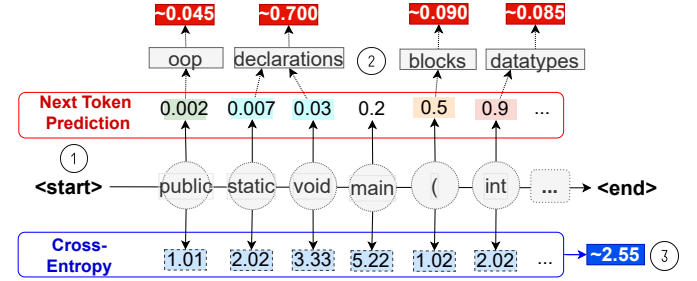 ~0.045 ~0.700 ~0.090 ~0.085
oop declarations 2 blocks datatypes
Next Token
Prediction
0.002 0.007 0.03 0.2 0.5 0.9 ...
1
<start> public static void main ( int ... <end>
Cross-
Entropy
1.01 2.02 3.33 5.22 1.02 2.02 ... ~2.55 3